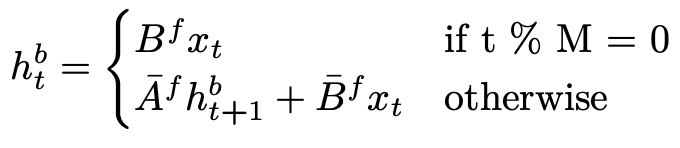 h_t^b = { B^f x_t if t % M = 0
Ā^f h_{t+1}^b + B̄^f x_t otherwise